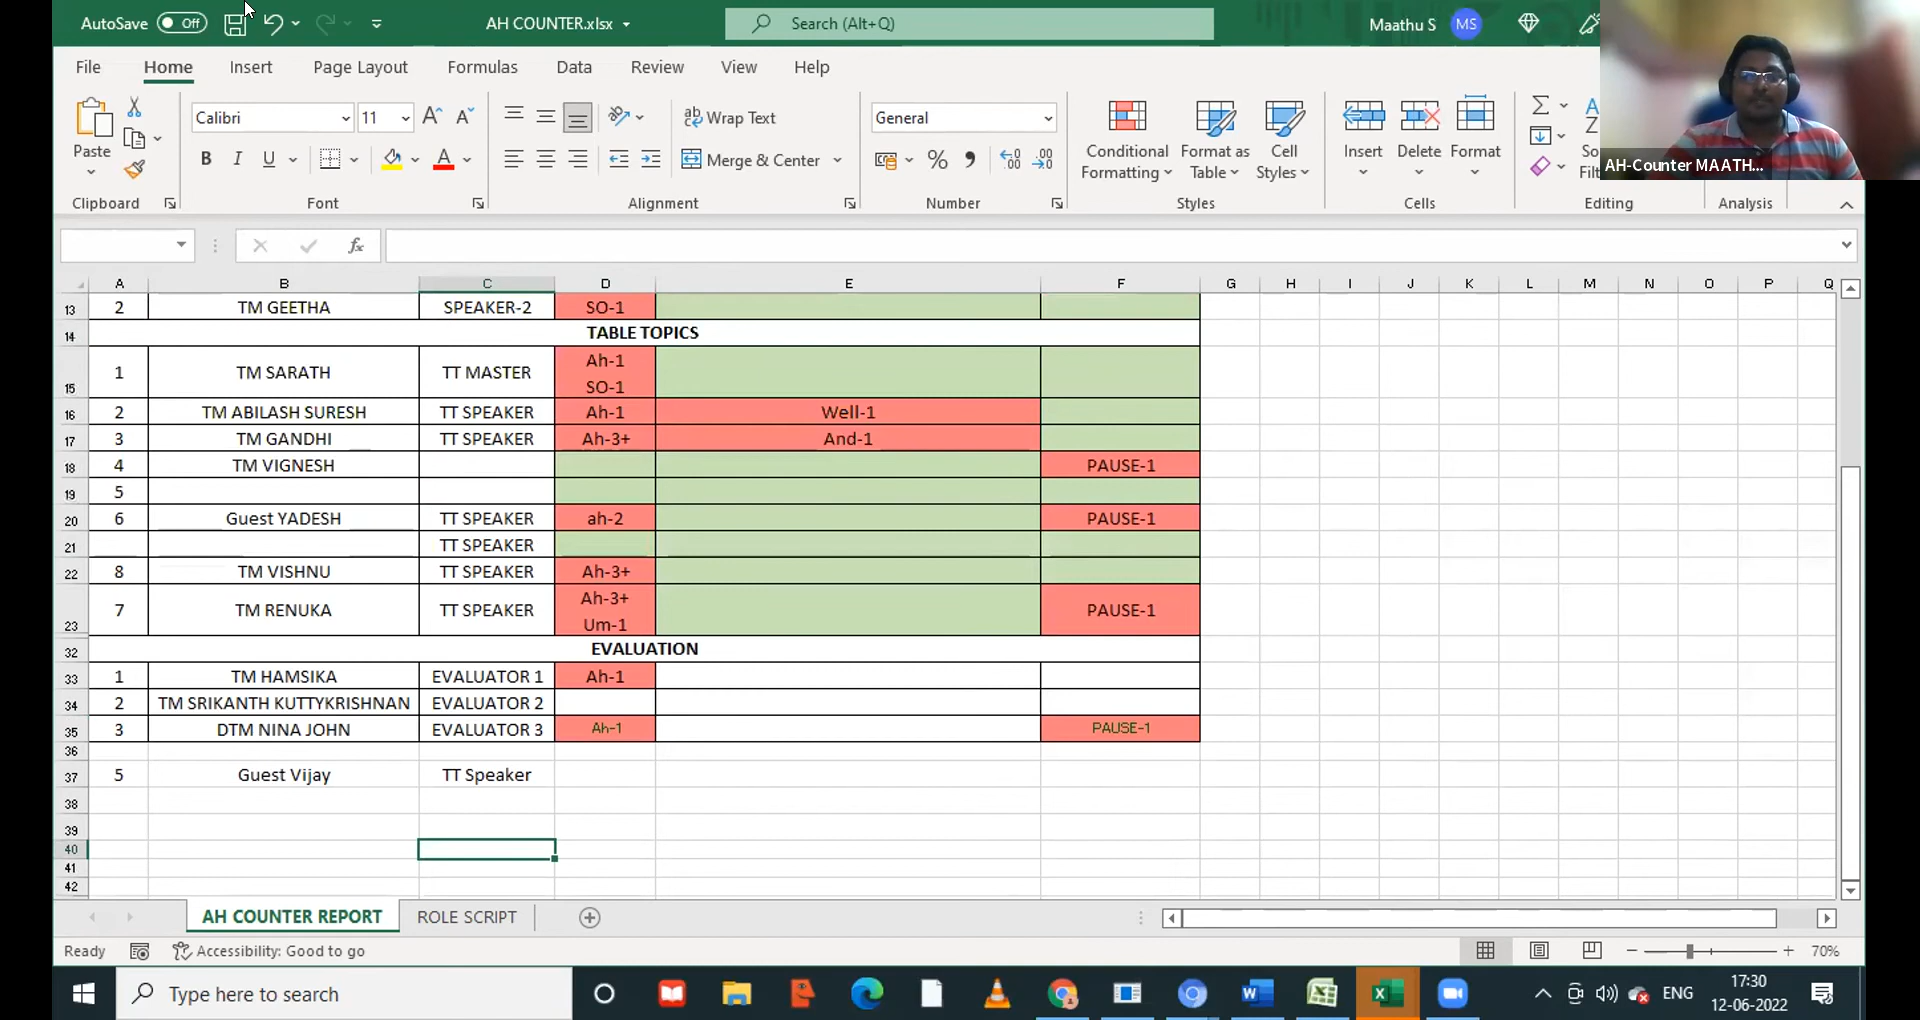 AutoSave Off AH COUNTER.xlsx Search (Alt+Q) Maathu S MS
File Home Insert Page Layout Formulas Data Review View Help
Calibri 11 Wrap Text General
Paste B I U Merge & Center Conditional Formatting Format as Table Cell Styles Insert Delete Format
AH-Counter MAATH...
Clipboard Font Alignment Number Styles Cells Editing Analysis
fx
A B C D E F G H I J K L M N O P Q
13 2 TM GEETHA SPEAKER-2 SO-1
14 TABLE TOPICS
15 1 TM SARATH TT MASTER Ah-1
SO-1
16 2 TM ABILASH SURESH TT SPEAKER Ah-1 Well-1
17 3 TM GANDHI TT SPEAKER Ah-3+ And-1
18 4 TM VIGNESH PAUSE-1
19 5
20 6 Guest YADESH TT SPEAKER ah-2 PAUSE-1
21 TT SPEAKER
22 8 TM VISHNU TT SPEAKER Ah-3+
23 7 TM RENUKA TT SPEAKER Ah-3+ PAUSE-1
Um-1
32 EVALUATION
33 1 TM HAMSIKA EVALUATOR 1 Ah-1
34 2 TM SRIKANTH KUTTYKRISHNAN EVALUATOR 2
35 3 DTM NINA JOHN EVALUATOR 3 Ah-1 PAUSE-1
36
37 5 Guest Vijay TT Speaker
38
39
40
41
42
AH COUNTER REPORT ROLE SCRIPT
Ready Accessibility: Good to go 70%
Type here to search ENG 17:30
12-06-2022